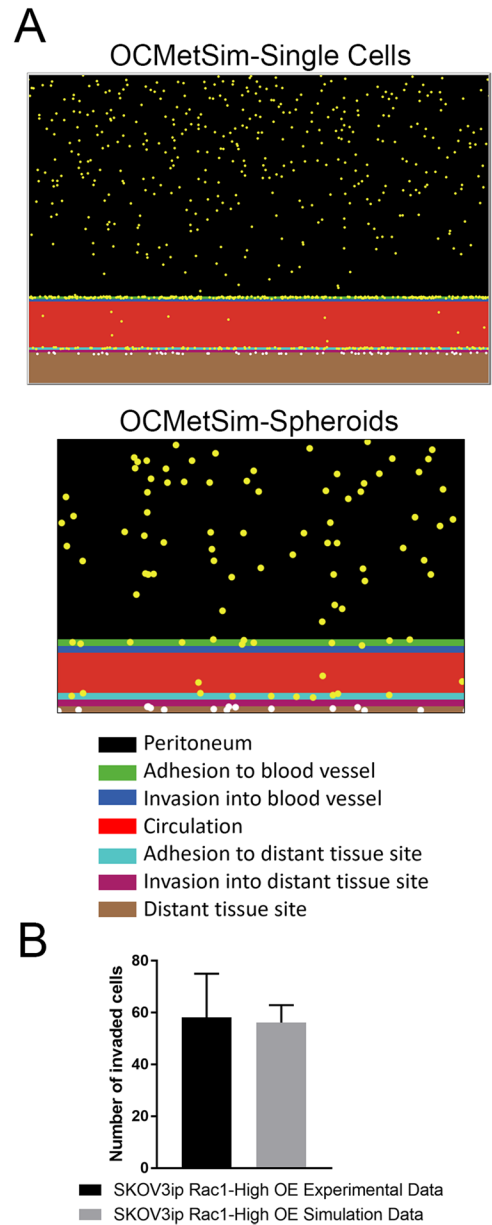 A
OCMetSim-Single Cells
OCMetSim-Spheroids
Peritoneum
Adhesion to blood vessel
Invasion into blood vessel
Circulation
Adhesion to distant tissue site
Invasion into distant tissue site
Distant tissue site
B
Number of invaded cells
80
60
40
20
0
SKOV3ip Rac1-High OE Experimental Data
SKOV3ip Rac1-High OE Simulation Data